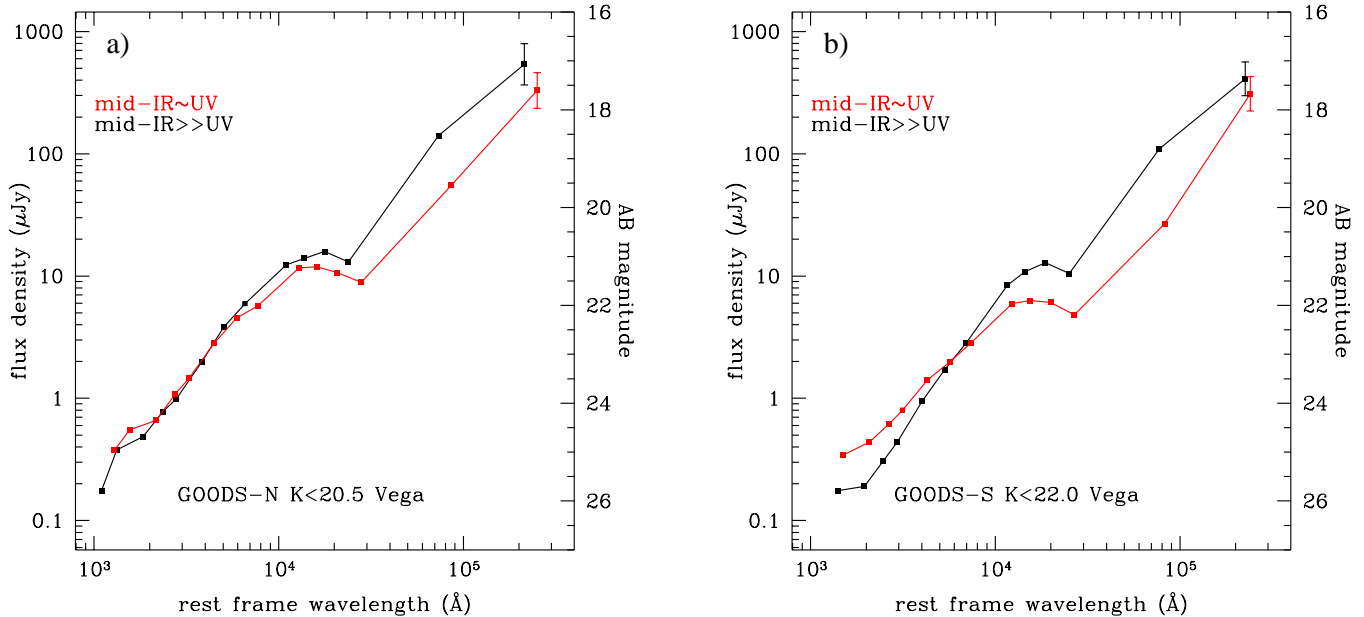 a)
mid-IR~UV
mid-IR>>UV
GOODS-N K<20.5 Vega
1000
100
10
1
0.1
flux density (μJy)
16
18
20
22
24
26
AB magnitude
10³
10⁴
10⁵
rest frame wavelength (Å)
b)
mid-IR~UV
mid-IR>>UV
GOODS-S K<22.0 Vega
1000
100
10
1
0.1
flux density (μJy)
16
18
20
22
24
26
AB magnitude
10³
10⁴
10⁵
rest frame wavelength (Å)